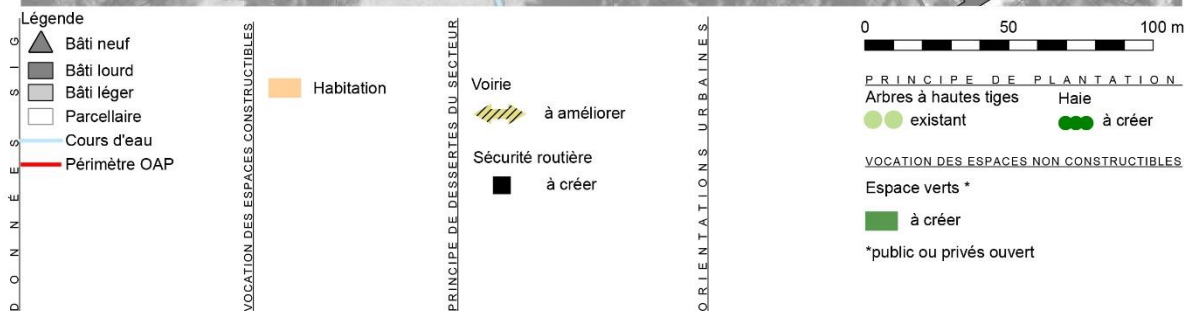 Légende
DONNÉES SIG
Bâti neuf
Bâti lourd
Bâti léger
Parcellaire
Cours d'eau
Périmètre OAP
VOCATION DES ESPACES CONSTRUCTIBLES
Habitation
PRINCIPE DE DESSERTES DU SECTEUR
Voirie
à améliorer
Sécurité routière
à créer
ORIENTATIONS URBAINES
0 50 100 m
PRINCIPE DE PLANTATION
Arbres à hautes tiges Haie
existant à créer
VOCATION DES ESPACES NON CONSTRUCTIBLES
Espace verts *
à créer
*public ou privés ouvert